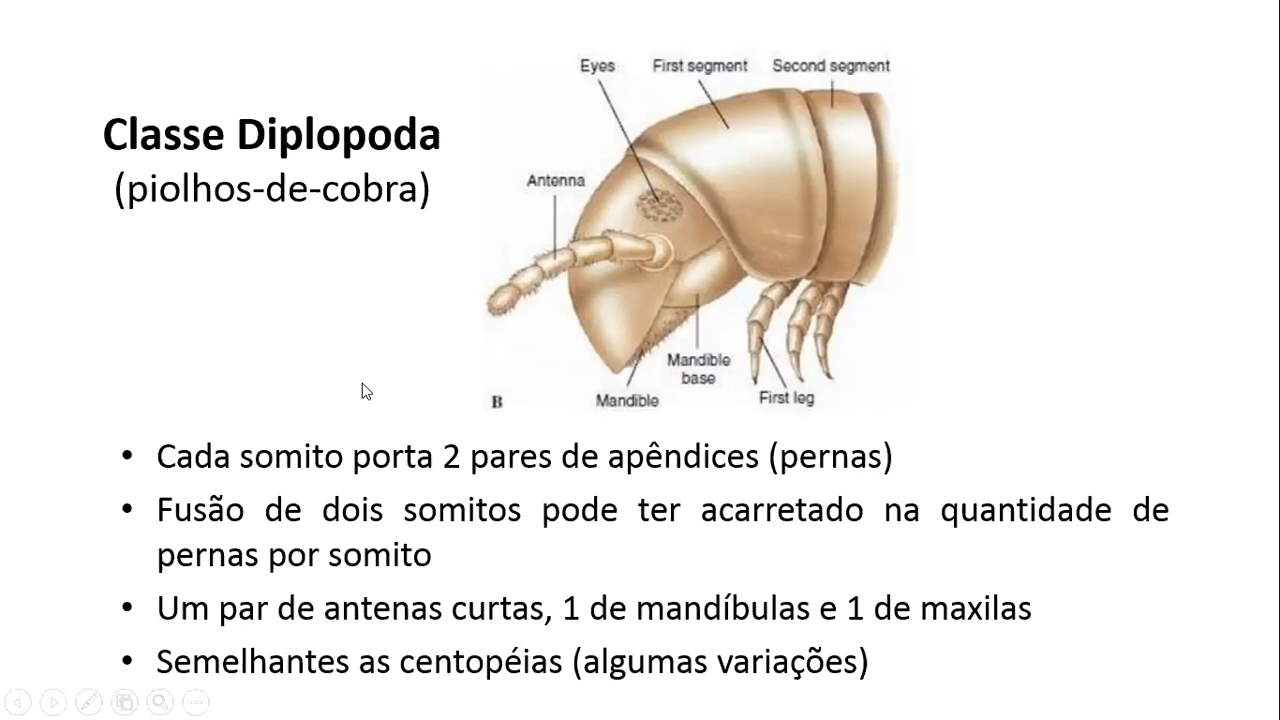 Classe Diplopoda
(piolhos-de-cobra)
Eyes
First segment
Second segment
Antenna
Mandible
base
Mandible
First leg
B
• Cada somito porta 2 pares de apêndices (pernas)
• Fusão de dois somitos pode ter acarretado na quantidade de
pernas por somito
• Um par de antenas curtas, 1 de mandíbulas e 1 de maxilas
• Semelhantes as centopéias (algumas variações)